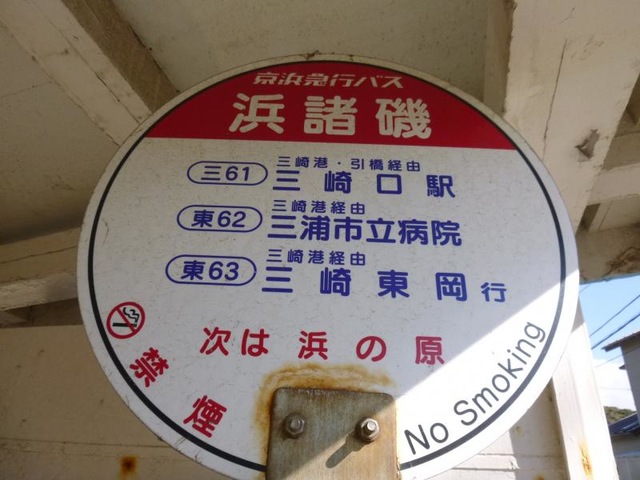 京浜急行バス
浜諸磯
三崎港・引橋経由
三61 三崎口駅
三崎港経由
東62 三浦市立病院
三崎港経由
東63 三崎東岡行
次は浜の原
禁煙
No Smoking